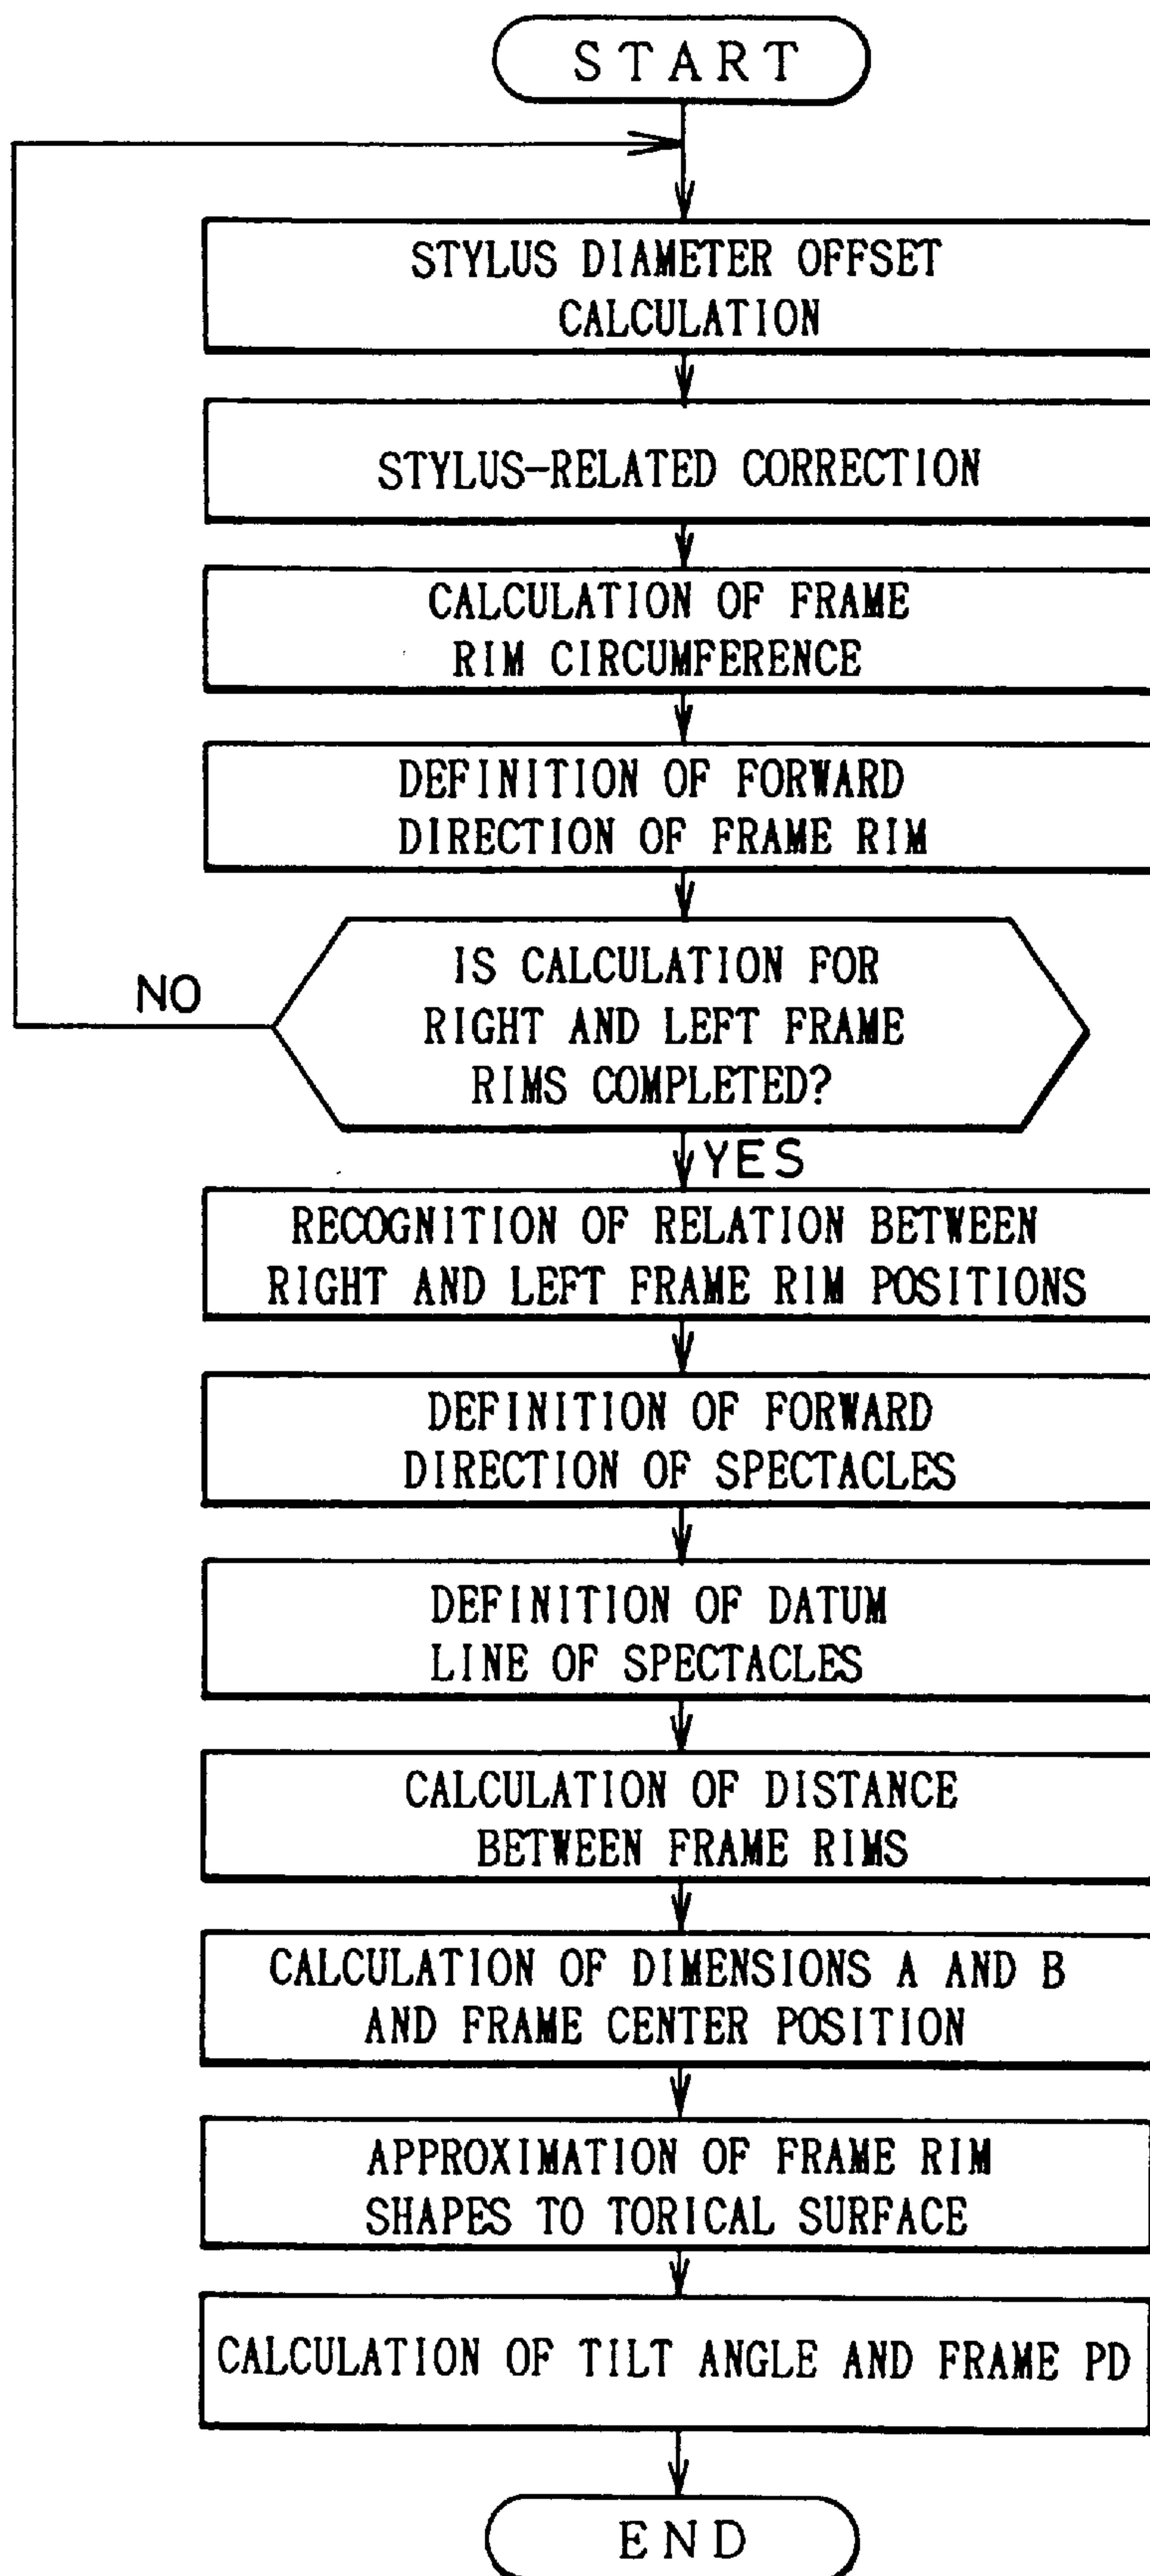 START
STYLUS DIAMETER OFFSET
CALCULATION
STYLUS-RELATED CORRECTION
CALCULATION OF FRAME
RIM CIRCUMFERENCE
DEFINITION OF FORWARD
DIRECTION OF FRAME RIM
IS CALCULATION FOR
NO
RIGHT AND LEFT FRAME
RIMS COMPLETED?
YES
RECOGNITION OF RELATION BETWEEN
RIGHT AND LEFT FRAME RIM POSITIONS
DEFINITION OF FORWARD
DIRECTION OF SPECTACLES
DEFINITION OF DATUM
LINE OF SPECTACLES
CALCULATION OF DISTANCE
BETWEEN FRAME RIMS
CALCULATION OF DIMENSIONS A AND B
AND FRAME CENTER POSITION
APPROXIMATION OF FRAME RIM
SHAPES TO TORICAL SURFACE
CALCULATION OF TILT ANGLE AND FRAME PD
END